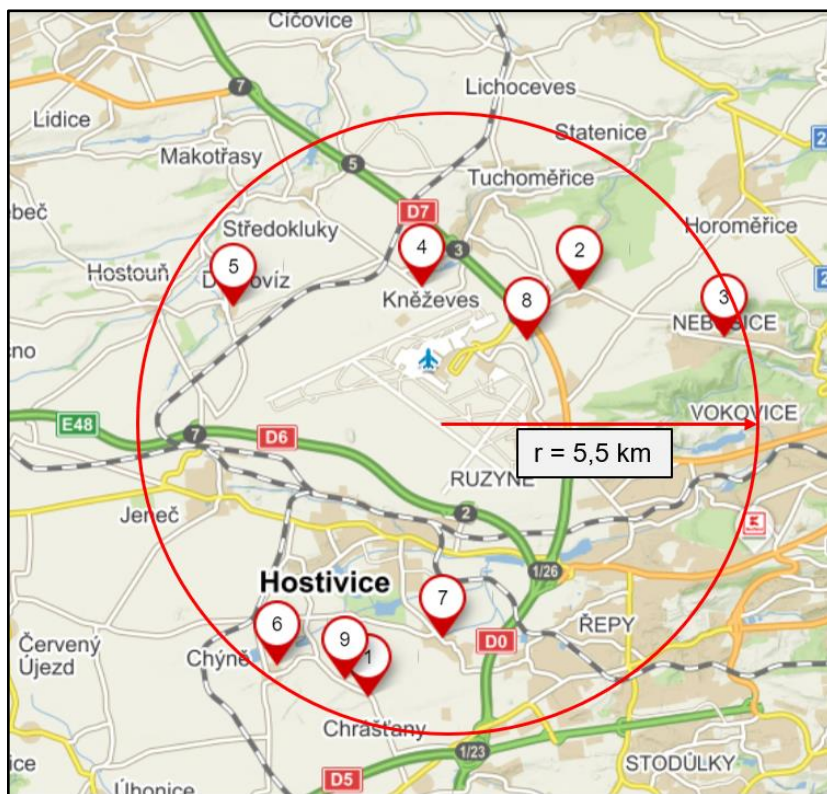 Číčovice
7
Lichoceves
Lidice
Statenice
Makotřasy
5
Tuchoměřice
D7
Horoměřice
Středokluky
4
3
2
Hostouň
5
Kněževes
8
3
E48
7
D6
VOKOVICE
r = 5,5 km
RUZYNĚ
Jeneč
2
K
1/26
Hostivice
7
6
9
1
ŘEPY
Červený
Újezd
Chýně
D0
Chrášťany
1/23
STODŮLKY
D5
Úhonice